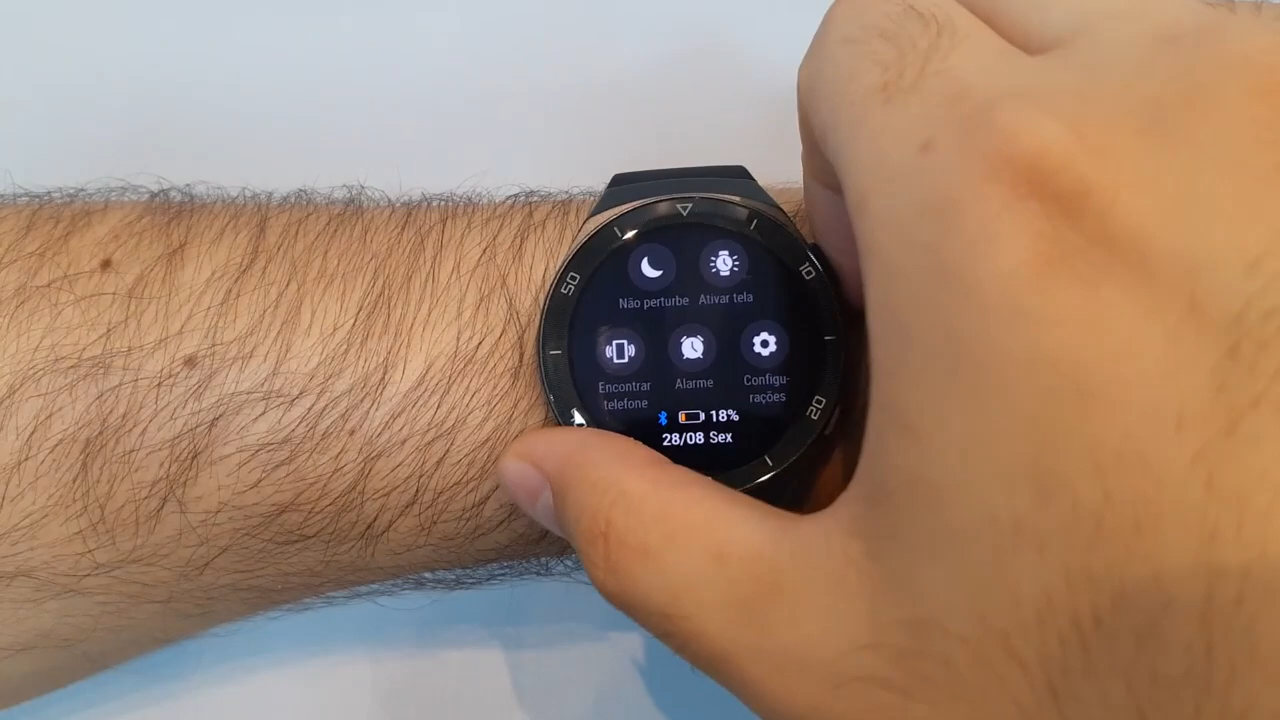 50
10
20
Não perturbe
Ativar tela
Encontrar
telefone
Alarme
Configu-
rações
18%
28/08 Sex